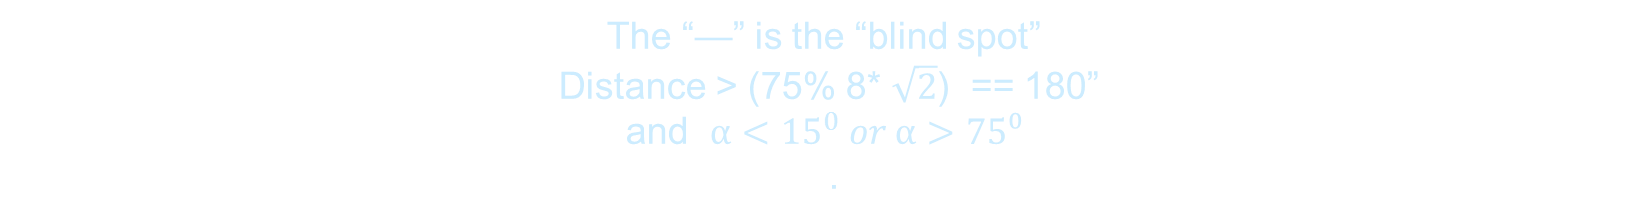 The “—” is the “blind spot”
Distance > (75% 8* √2) == 180”
and α < 15⁰ or α > 75⁰
.